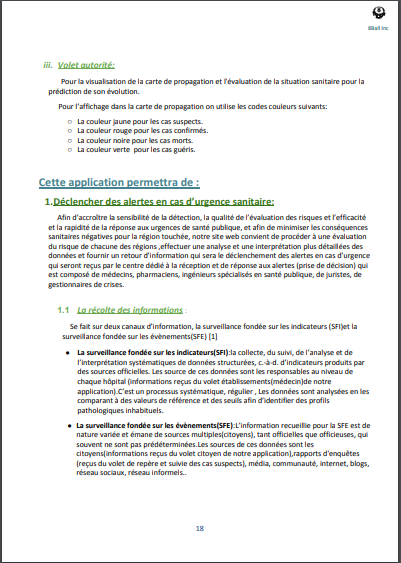 BBall Inc
iii. Volet autorité:
Pour la visualisation de la carte de propagation et l'évaluation de la situation sanitaire pour la
prédiction de son évolution.
Pour l'affichage dans la carte de propagation on utilise les codes couleurs suivants:
○ La couleur jaune pour les cas suspects.
○ La couleur rouge pour les cas confirmés.
○ La couleur noire pour les cas morts.
○ La couleur verte pour les cas guéris.
Cette application permettra de :
1.Déclencher des alertes en cas d'urgence sanitaire:
Afin d'accroître la sensibilité de la détection, la qualité de l'évaluation des risques et l'efficacité
et la rapidité de la réponse aux urgences de santé publique, et afin de minimiser les conséquences
sanitaires négatives pour la région touchée, notre site web convient de procéder à une évaluation
du risque de chacune des régions ,effectuer une analyse et une interprétation plus détaillées des
données et fournir un retour d'information qui sera le déclenchement des alertes en cas d'urgence
qui seront reçus par le centre dédié à la réception et de réponse aux alertes (prise de décision) qui
est composé de médecins, pharmaciens, ingénieurs spécialisés en santé publique, de juristes, de
gestionnaires de crises.
1.1 La récolte des informations :
Se fait sur deux canaux d'information, la surveillance fondée sur les indicateurs (SFI)et la
surveillance fondée sur les évènements(SFE) [1]
● La surveillance fondée sur les indicateurs(SFI):la collecte, du suivi, de l'analyse et de
l'interprétation systématiques de données structurées, c.-à-d. d'indicateurs produits par
des sources officielles. Les source de ces données sont les responsables au niveau de
chaque hôpital (informations reçus du volet établissements(médecin)de notre
application).C'est un processus systématique, régulier , Les données sont analysées en les
comparant à des valeurs de référence et des seuils afin d'identifier des profils
pathologiques inhabituels.
● La surveillance fondée sur les évènements(SFE):L'information recueillie pour la SFE est de
nature variée et émane de sources multiples(citoyens), tant officielles que officieuses, qui
souvent ne sont pas prédéterminées.Les sources de ces données sont les
citoyens(informations reçus du volet citoyen de notre application),rapports d'enquêtes
(reçus du volet de repère et suivie des cas suspects), média, communauté, internet, blogs,
réseau sociaux, réseau informels..
18